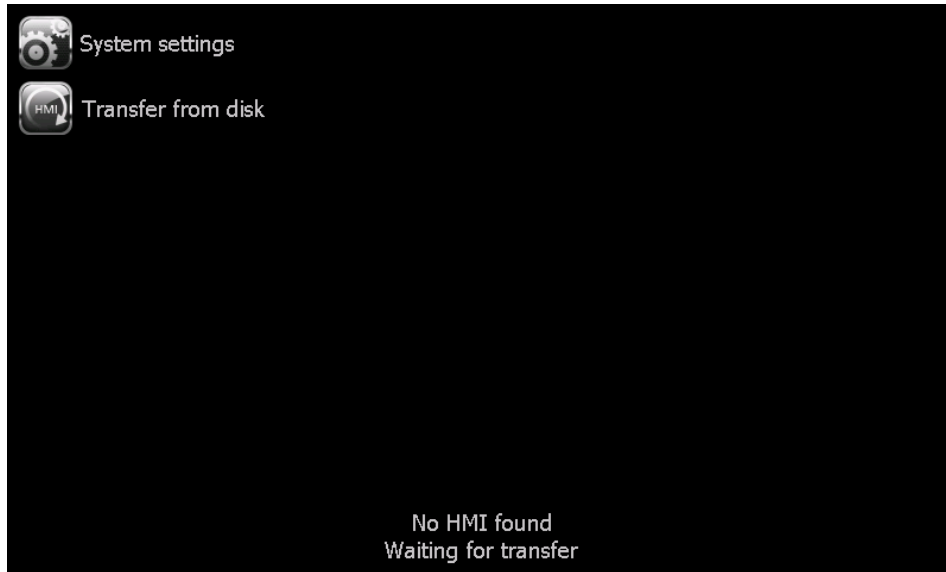 System settings
HMI
Transfer from disk
No HMI found
Waiting for transfer